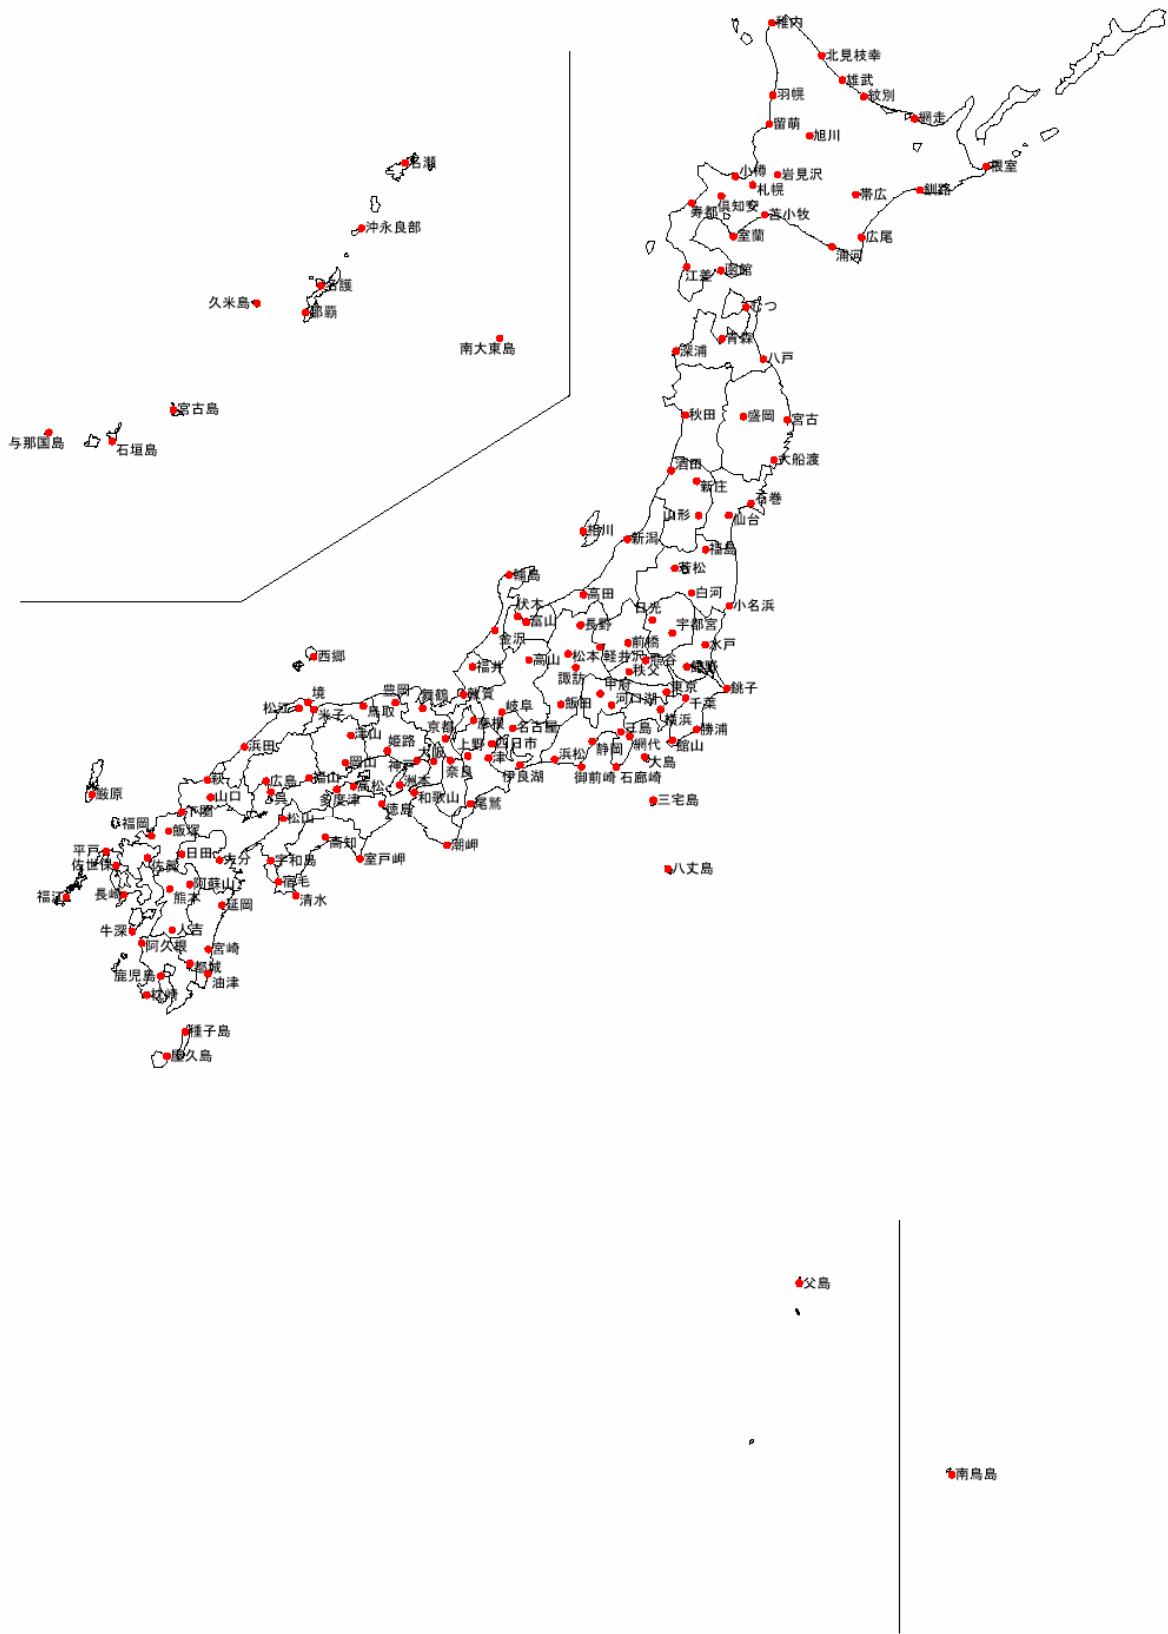 稚内
北見枝幸
雄武
羽幌
紋別
網走
留萌
旭川
名瀬
根室
小樽
岩見沢
札幌
釧路
帯広
倶知安
寿都
苫小牧
沖永良部
室蘭
広尾
浦河
江差
函館
名護
久米島
那覇
むつ
青森
南大東島
深浦
八戸
宮古島
秋田
盛岡
宮古
与那国島
石垣島
大船渡
酒田
新庄
石巻
山形
仙台
相川
新潟
福島
若松
輪島
白河
高田
小名浜
伏木
日光
富山
長野
宇都宮
金沢
前橋
水戸
西郷
高山
松本
軽井沢
熊谷
福井
諏訪
秩父
館野
甲府
東京
銚子
豊岡
舞鶴
敦賀
河口湖
千葉
境
松江
米子
鳥取
岐阜
飯田
横浜
彦根
名古屋
三島
勝浦
京都
津山
網代
館山
浜田
姫路
上野
四日市
静岡
岡山
神戸
大阪
奈良
津
浜松
大島
伊良湖
御前崎
石廊崎
萩
広島
福山
高松
洲本
厳原
山口
呉
多度津
和歌山
三宅島
尾鷲
徳島
下関
松山
福岡
飯塚
高知
潮岬
平戸
日田
佐世保
佐賀
大分
宇和島
室戸岬
八丈島
阿蘇山
宿毛
福江
長崎
熊本
清水
延岡
牛深
人吉
阿久根
宮崎
都城
鹿児島
油津
枕崎
種子島
屋久島
父島
南鳥島